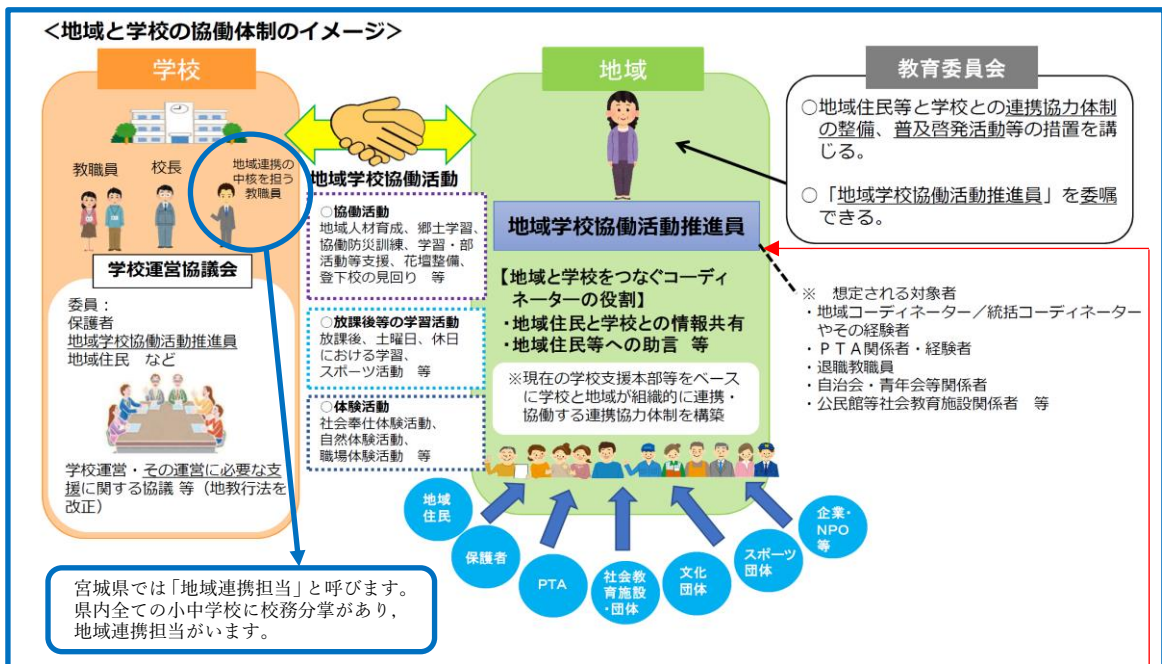 ＜地域と学校の協働体制のイメージ＞
学校
教職員
校長
地域連携の
中核を担う
教職員
学校運営協議会
委員：
保護者
地域学校協働活動推進員
地域住民　など
学校運営・その運営に必要な支
援に関する協議 等（地教行法を
改正）
宮城県では「地域連携担当」と呼びます。
県内全ての小中学校に校務分掌があり，
地域連携担当がいます。
地域学校協働活動
○協働活動
地域人材育成、郷土学習、
協働防災訓練、学習・部
活動等支援、花壇整備、
登下校の見回り　等
○放課後等の学習活動
放課後、土曜日、休日
における学習、
スポーツ活動　等
○体験活動
社会奉仕体験活動、
自然体験活動、
職場体験活動　等
地域
地域学校協働活動推進員
【地域と学校をつなぐコーディ
ネーターの役割】
・地域住民と学校との情報共有
・地域住民等への助言 等
※現在の学校支援本部等をベース
に学校と地域が組織的に連携・
協働する連携協力体制を構築
地域
住民
保護者
PTA
社会教
育施設
・団体
文化
団体
スポーツ
団体
企業・
NPO
等
教育委員会
○地域住民等と学校との連携協力体制
の整備、普及啓発活動等の措置を講
じる。
○「地域学校協働活動推進員」を委嘱
できる。
※　想定される対象者
・地域コーディネーター／統括コーディネーター
やその経験者
・ＰＴＡ関係者・経験者
・退職教職員
・自治会・青年会等関係者
・公民館等社会教育施設関係者　等